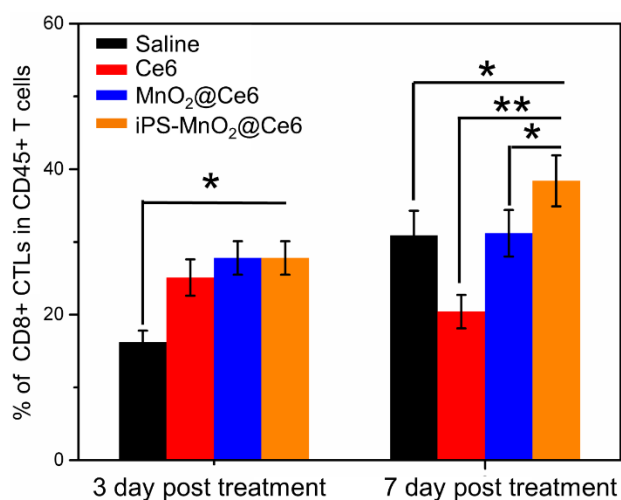 60
40
20
0
% of CD8+ CTLs in CD45+ T cells
Saline
Ce6
MnO₂@Ce6
iPS-MnO₂@Ce6
*
*
**
*
3 day post treatment
7 day post treatment